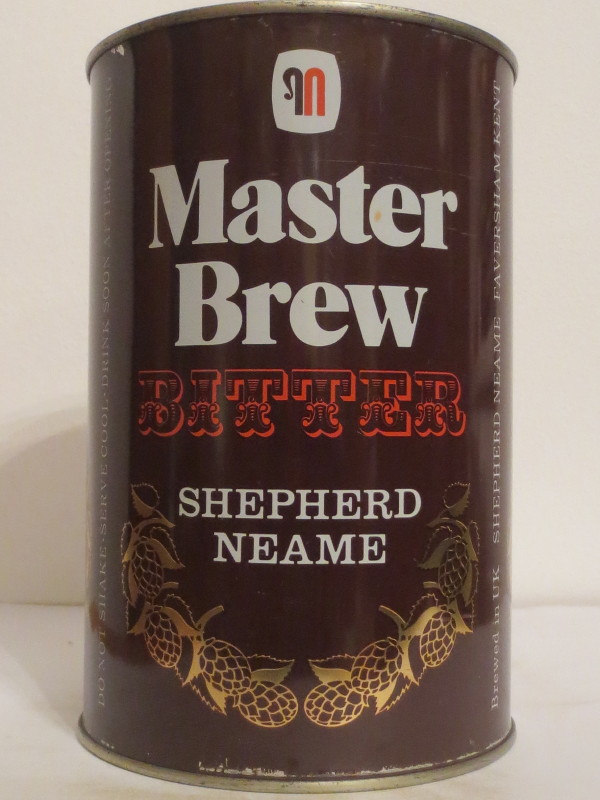 Master
Brew
BITTER
SHEPHERD
NEAME
DO NOT SHAKE·SERVE COOL·DRINK SOON AFTER OPENING
Brewed in UK SHEPHERD NEAME FAVERSHAM KENT